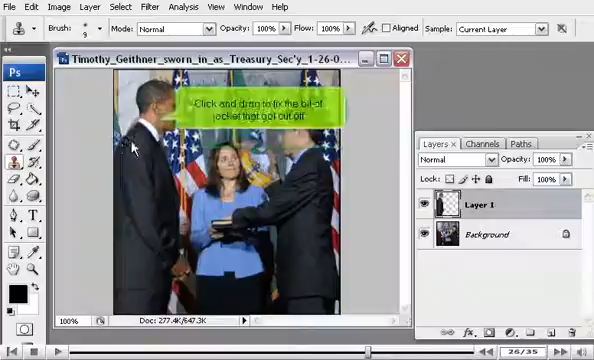 File Edit Image Layer Select Filter Analysis View Window Help
Brush: 9 Mode: Normal Opacity: 100% Flow: 100% Aligned Sample: Current Layer
Timothy_Geithner_sworn_in_as_Treasury_Sec'y_1-26-0...
Ps
Ps
Click and drag to fix the bit of
jacket that got cut off
Layers Channels Paths
Normal Opacity: 100%
Lock: Fill: 100%
Layer 1
Background
100% Doc: 277.4K/647.3K
26/35